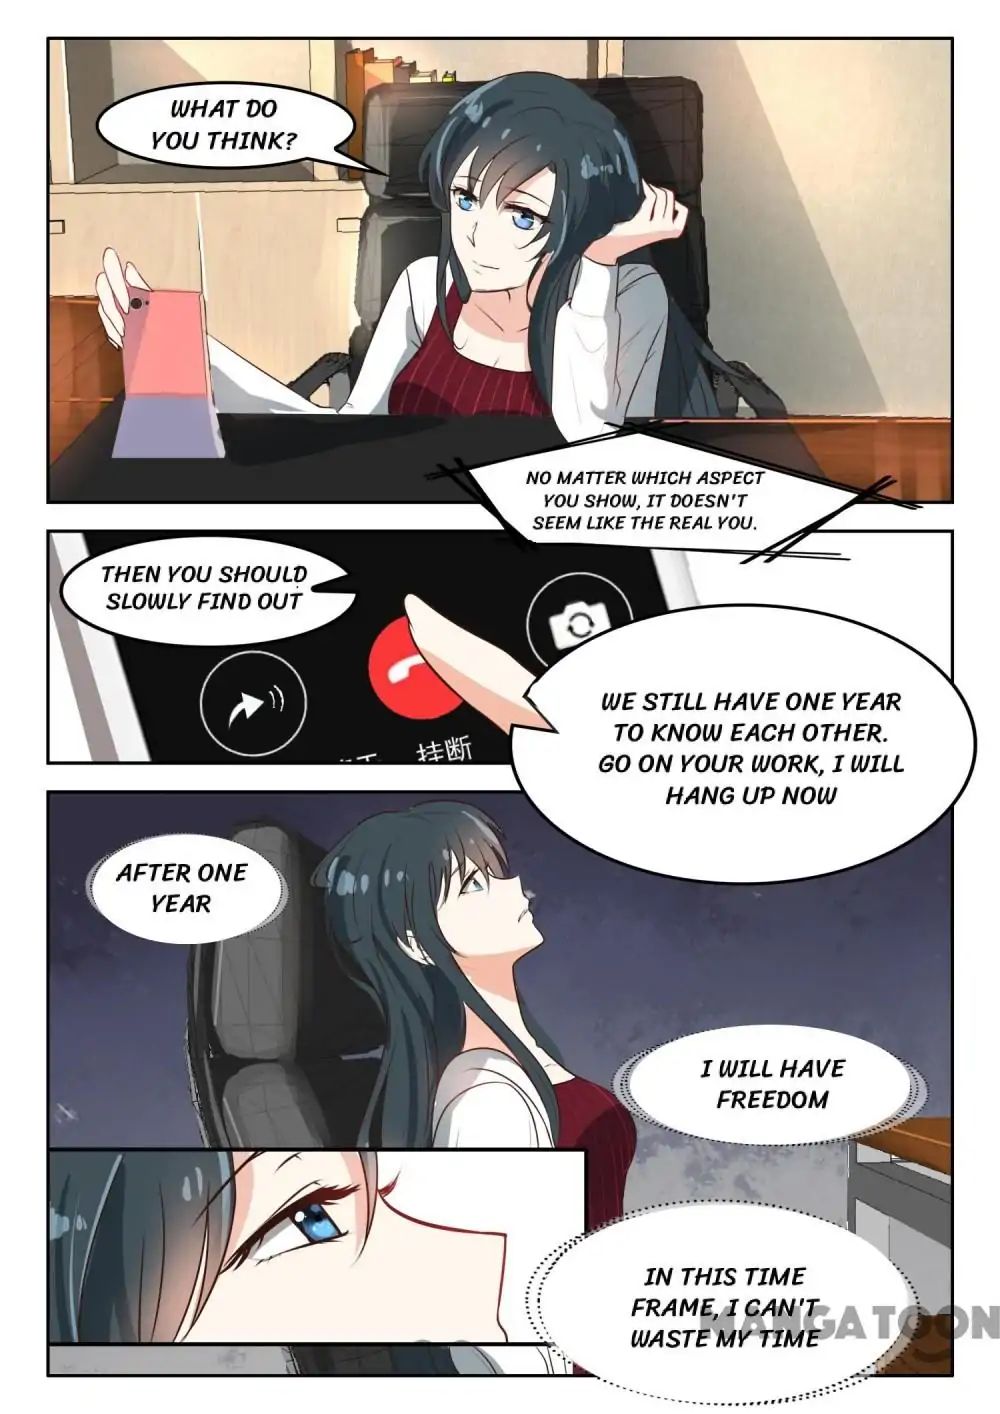 WHAT DO
YOU THINK?
NO MATTER WHICH ASPECT
YOU SHOW, IT DOESN'T
SEEM LIKE THE REAL YOU.
THEN YOU SHOULD
SLOWLY FIND OUT
挂断
WE STILL HAVE ONE YEAR
TO KNOW EACH OTHER.
GO ON YOUR WORK, I WILL
HANG UP NOW
AFTER ONE
YEAR
I WILL HAVE
FREEDOM
IN THIS TIME
FRAME, I CAN'T
WASTE MY TIME
MANGATOON